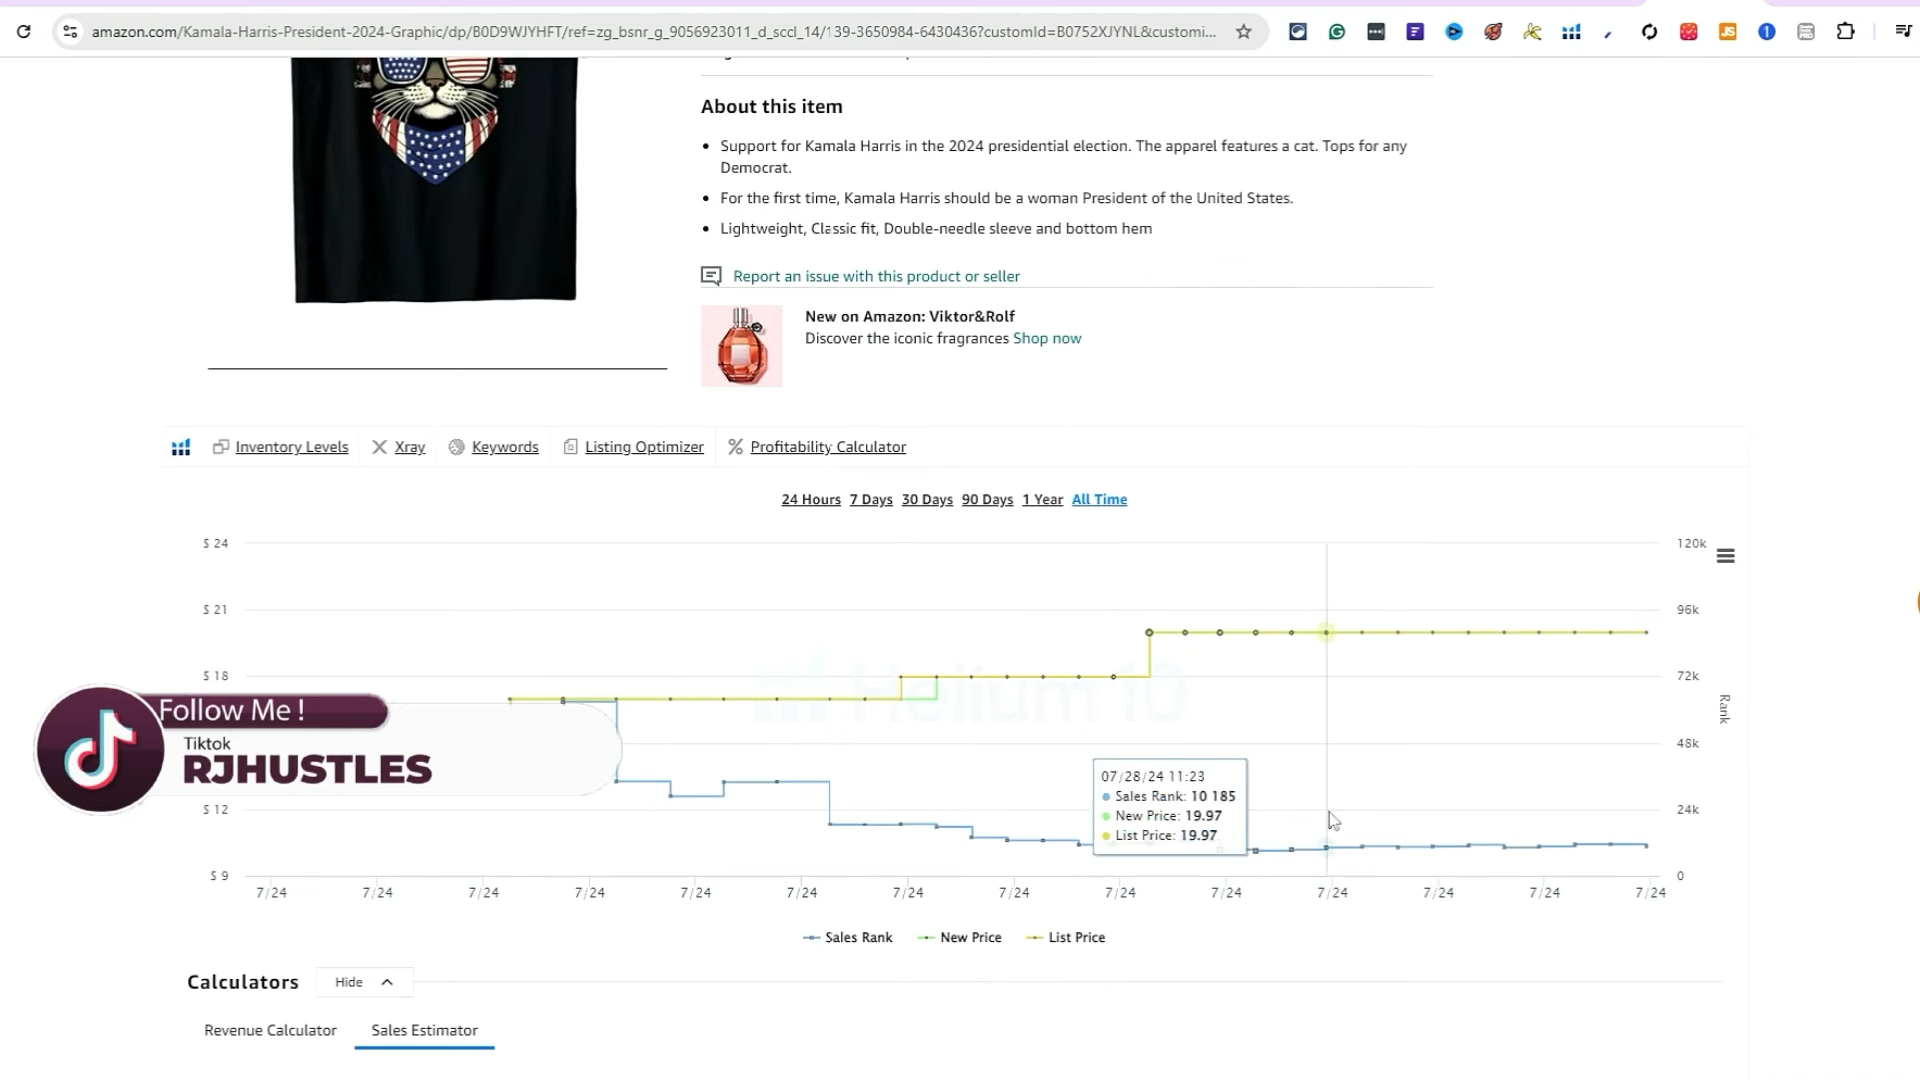 amazon.com/Kamala-Harris-President-2024-Graphic/dp/B0D9WJYHFT/ref=zg_bsnr_g_9056923011_d_sccl_14/139-3650984-6430436?customId=B0752XJYNL&customi...
About this item
Support for Kamala Harris in the 2024 presidential election. The apparel features a cat. Tops for any
Democrat.
For the first time, Kamala Harris should be a woman President of the United States.
Lightweight, Classic fit, Double-needle sleeve and bottom hem
Report an issue with this product or seller
New on Amazon: Viktor&Rolf
Discover the iconic fragrances Shop now
Inventory Levels Xray Keywords Listing Optimizer Profitability Calculator
24 Hours 7 Days 30 Days 90 Days 1 Year All Time
$ 24 120k
$ 21 96k
$ 18 72k
Helium 10
Rank
Follow Me !
Tiktok
RJHUSTLES
48k
07/28/24 11:23
Sales Rank: 10 185
New Price: 19.97
List Price: 19.97
$ 12 24k
$ 9 0
7/24 7/24 7/24 7/24 7/24 7/24 7/24 7/24 7/24 7/24 7/24 7/24 7/24 7/24
Sales Rank New Price List Price
Calculators Hide
Revenue Calculator Sales Estimator